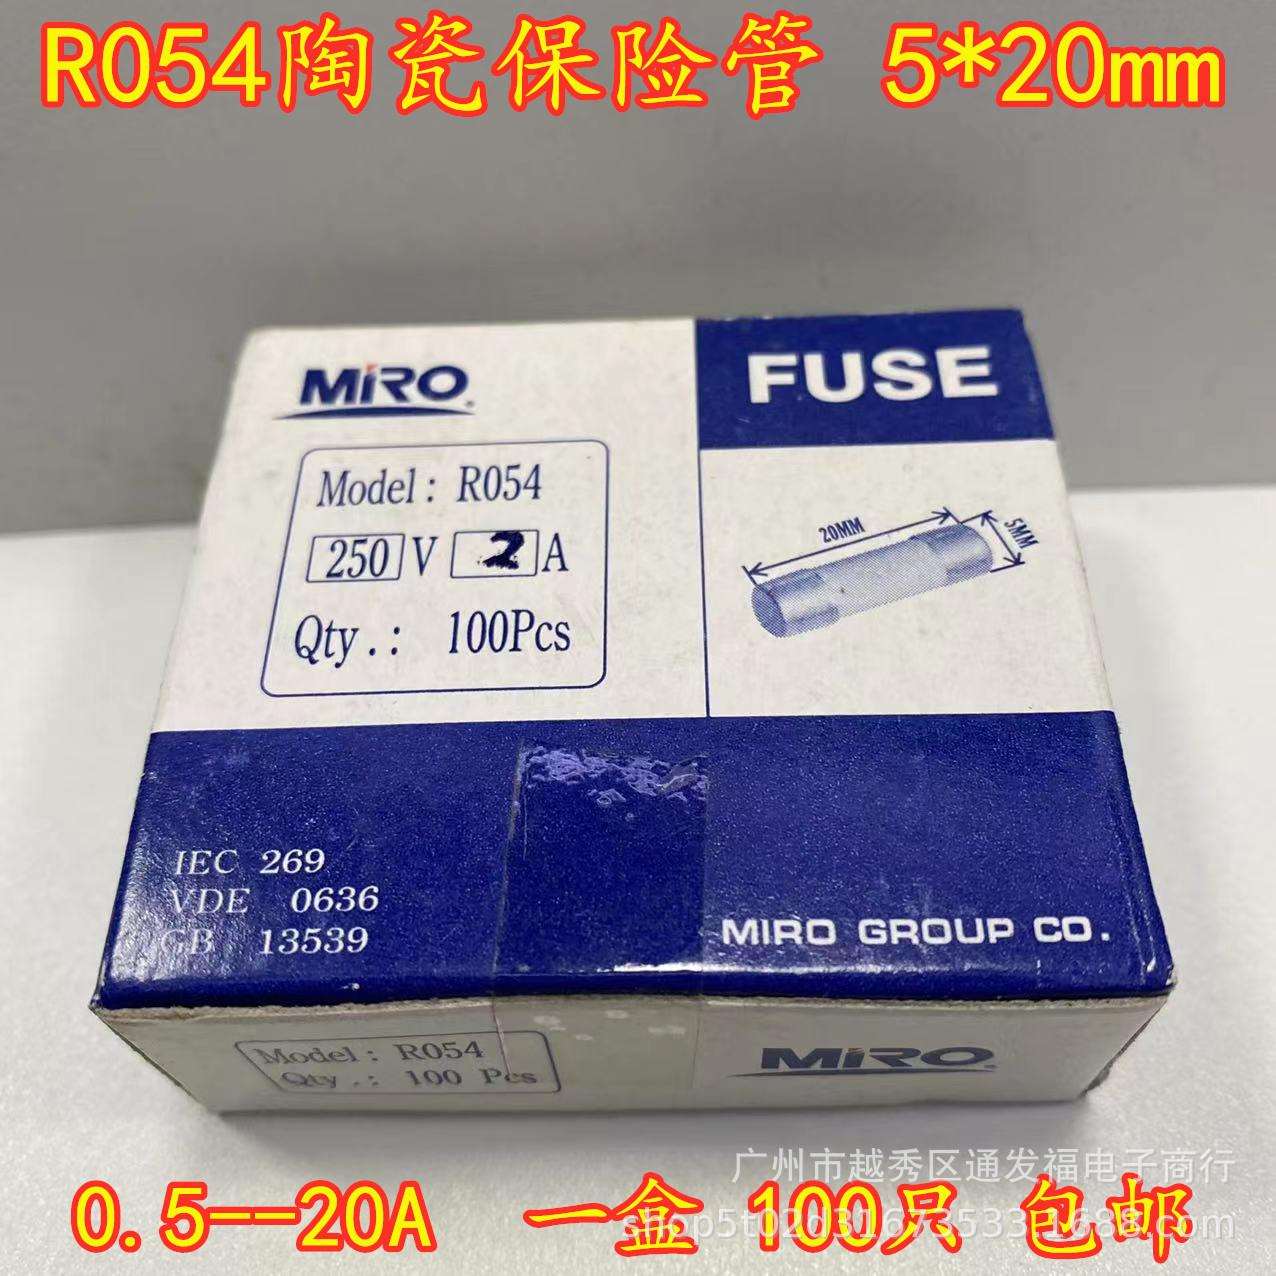 R054陶瓷保险管 5*20mm
MiRO
FUSE
Model: R054
250 V 2 A
Qty.: 100Pcs
20MM
5MM
IEC 269
VDE 0636
GB 13539
MIRO GROUP CO.
Model: R054
Qty.: 100 Pcs
MiRO
广州市越秀区通发福电子商行
0.5--20A 一盒 100只 包邮
shop5t02d31673533.1688.com